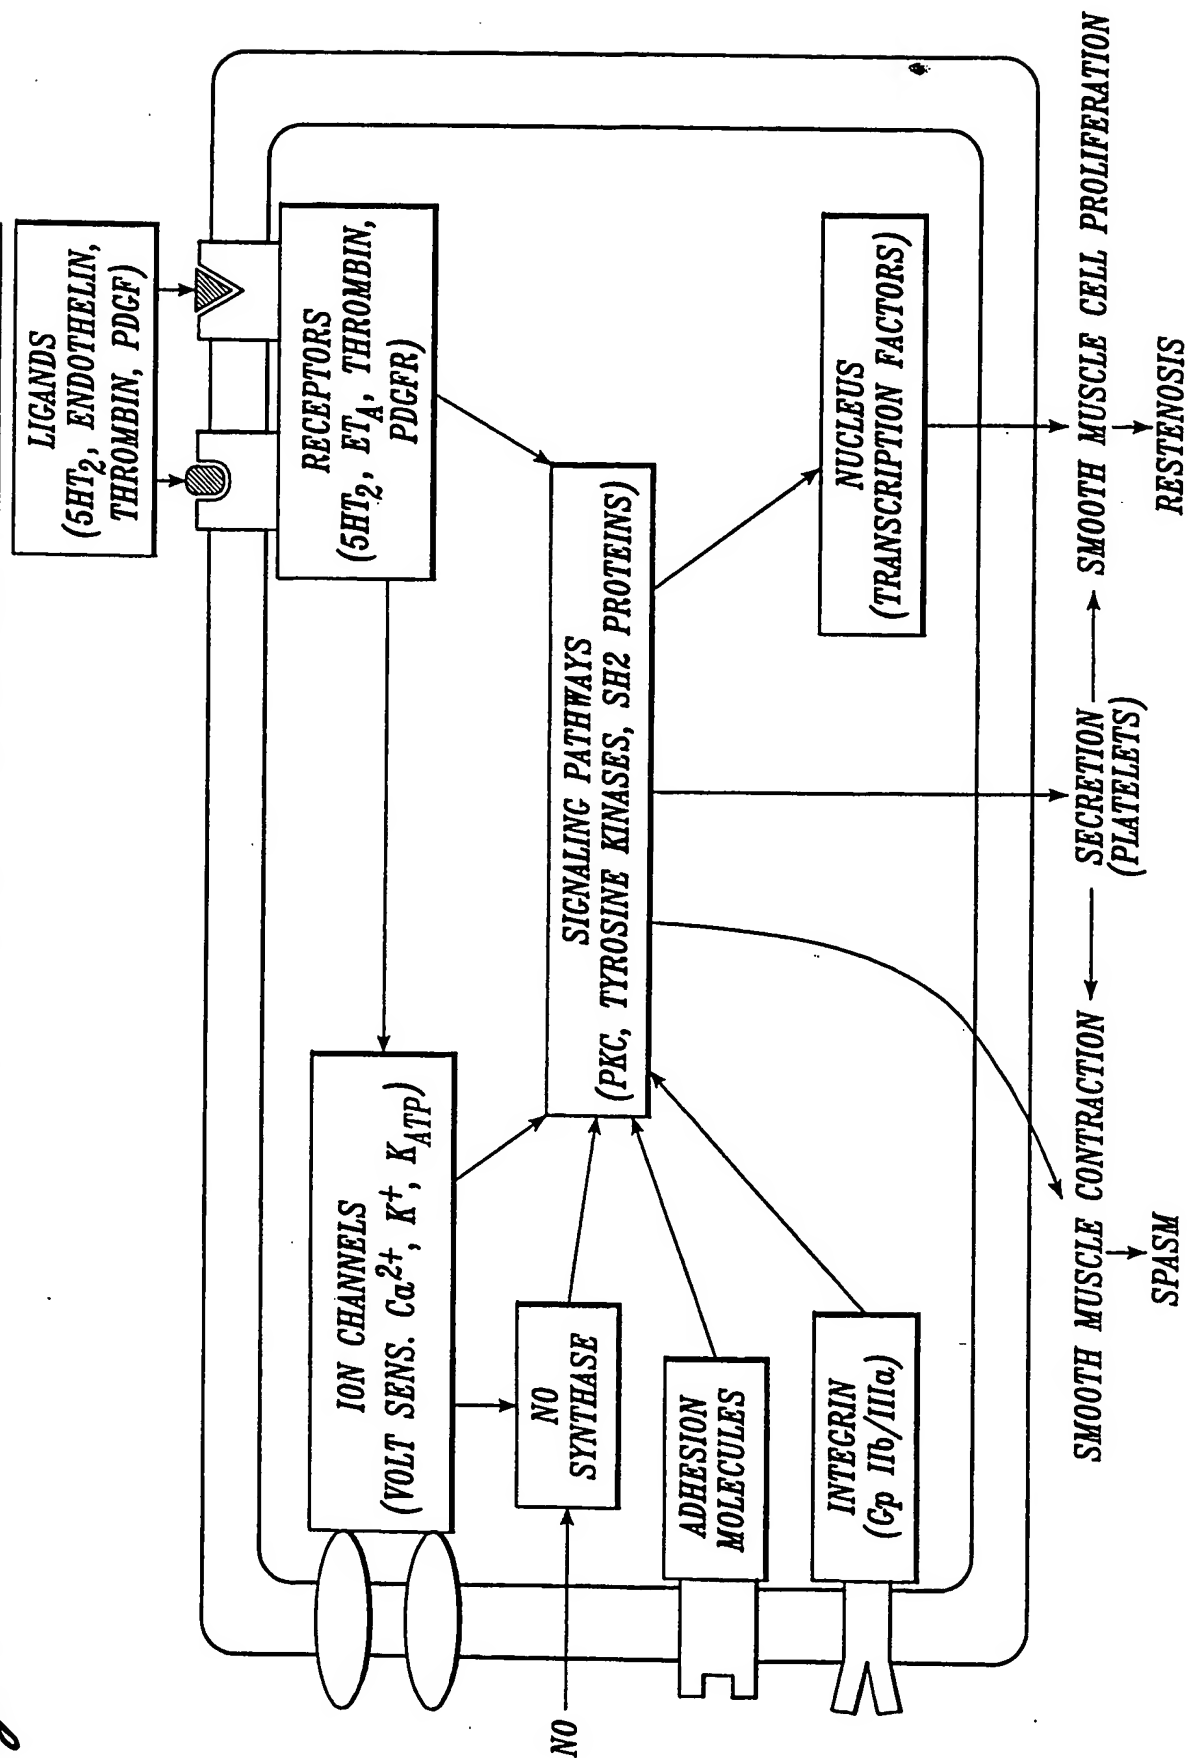 LIGANDS
(5HT2, ENDOTHELIN,
THROMBIN, PDGF)
RECEPTORS
(5HT2, ETA, THROMBIN,
PDGFR)
ION CHANNELS
(VOLT SENS. Ca2+, K+, KATP)
NO
SYNTHASE
NO
SIGNALING PATHWAYS
(PKC, TYROSINE KINASES, SH2 PROTEINS)
ADHESION
MOLECULES
INTEGRIN
(Gp IIb/IIIa)
NUCLEUS
(TRANSCRIPTION FACTORS)
SMOOTH MUSCLE CONTRACTION
SECRETION
(PLATELETS)
SMOOTH MUSCLE CELL PROLIFERATION
SPASM
RESTENOSIS